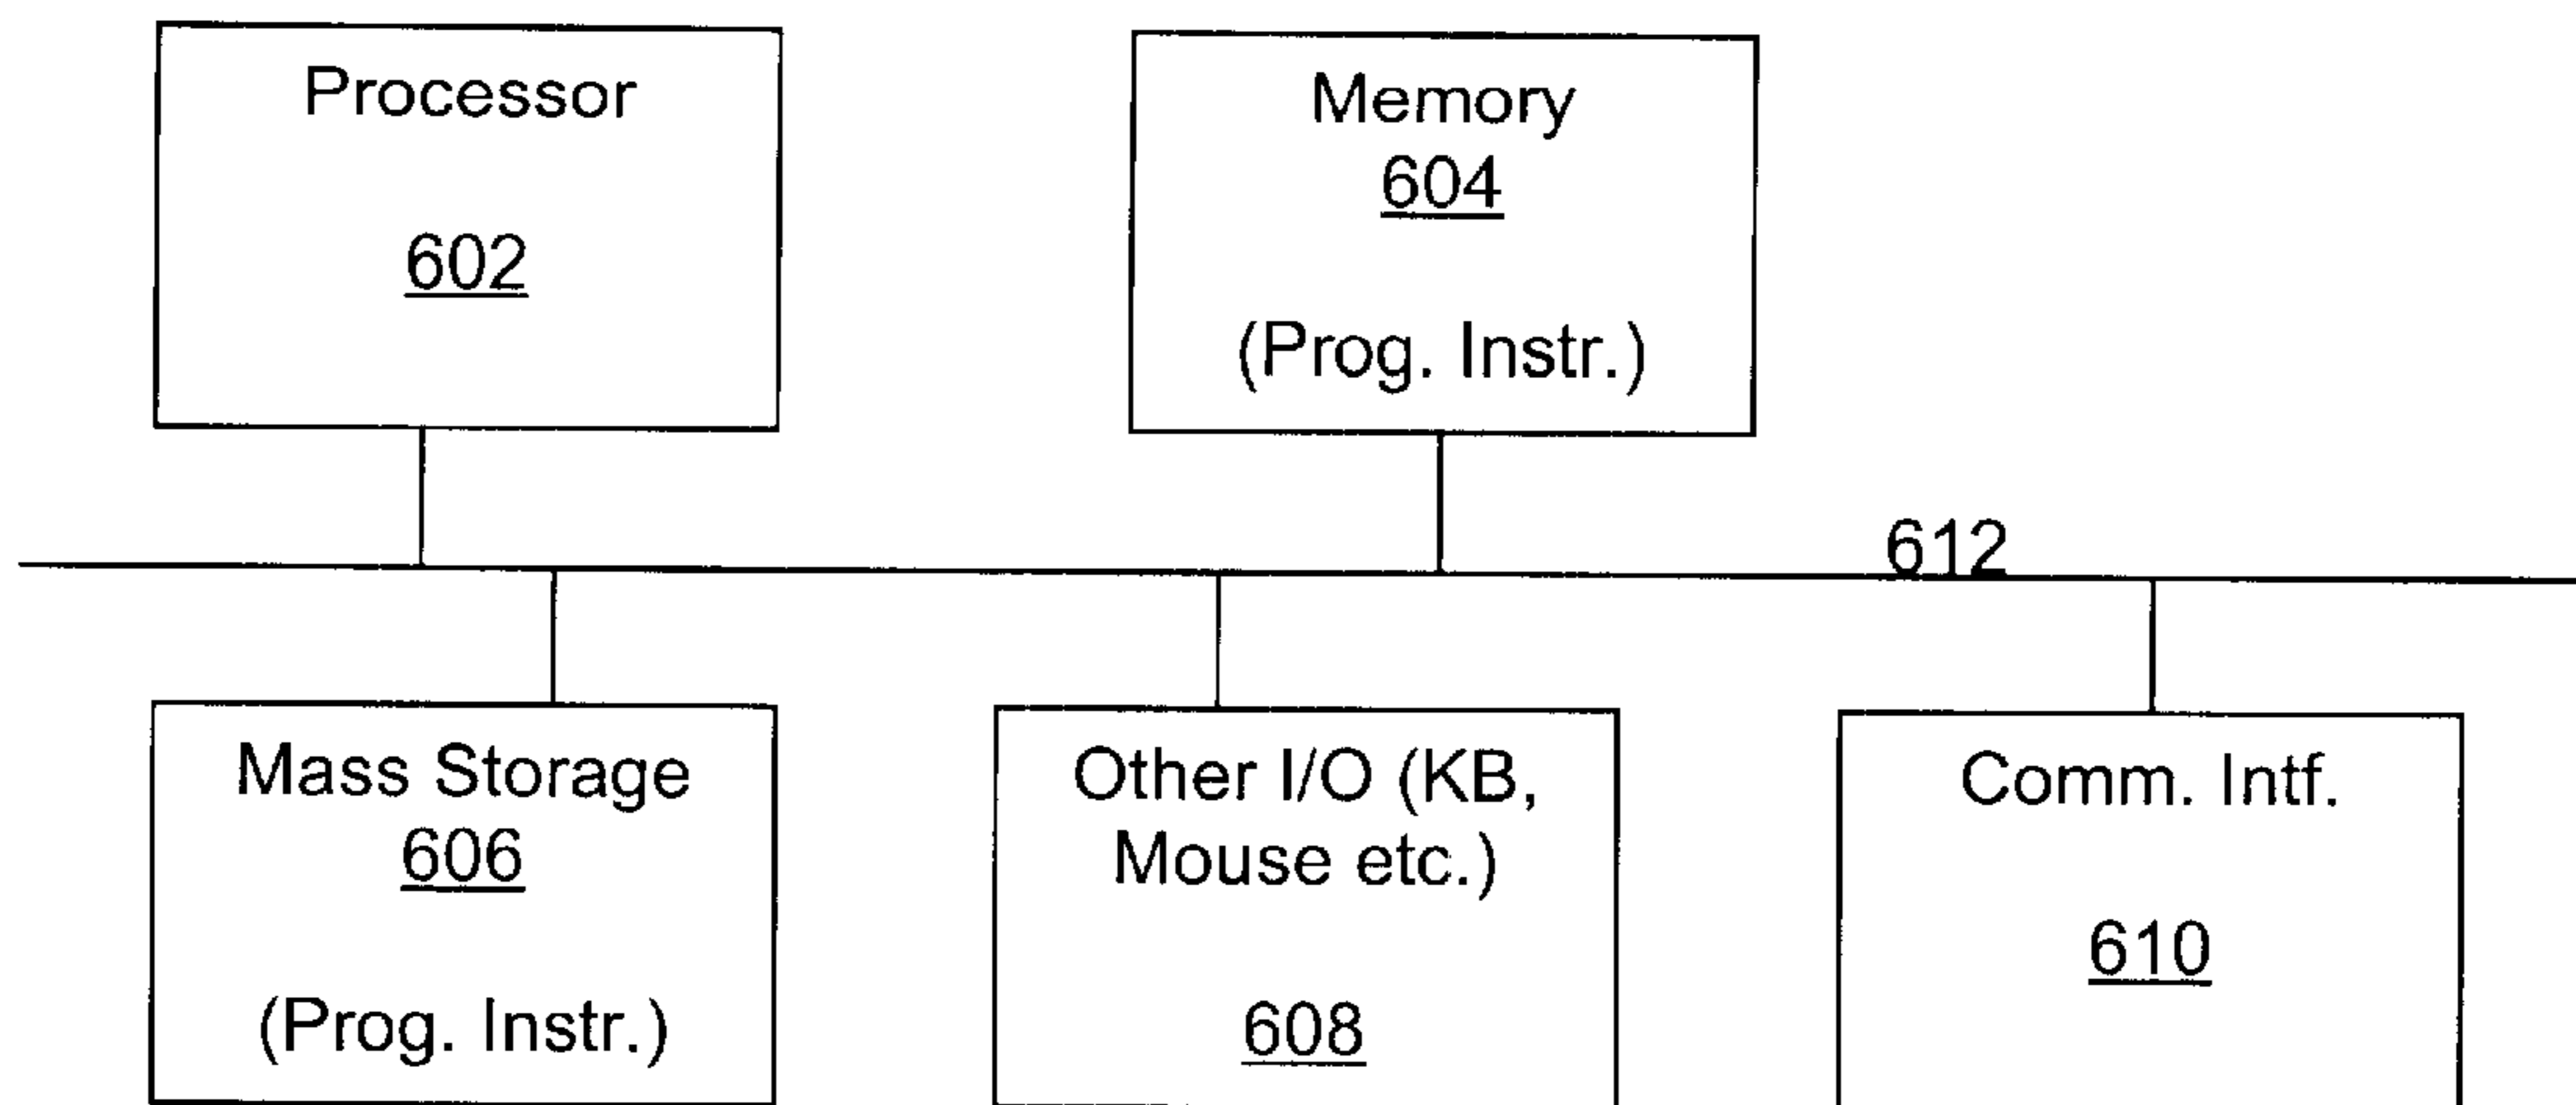 Processor
602
Memory
604
(Prog. Instr.)
612
Mass Storage
606
(Prog. Instr.)
Other I/O (KB,
Mouse etc.)
608
Comm. Intf.
610